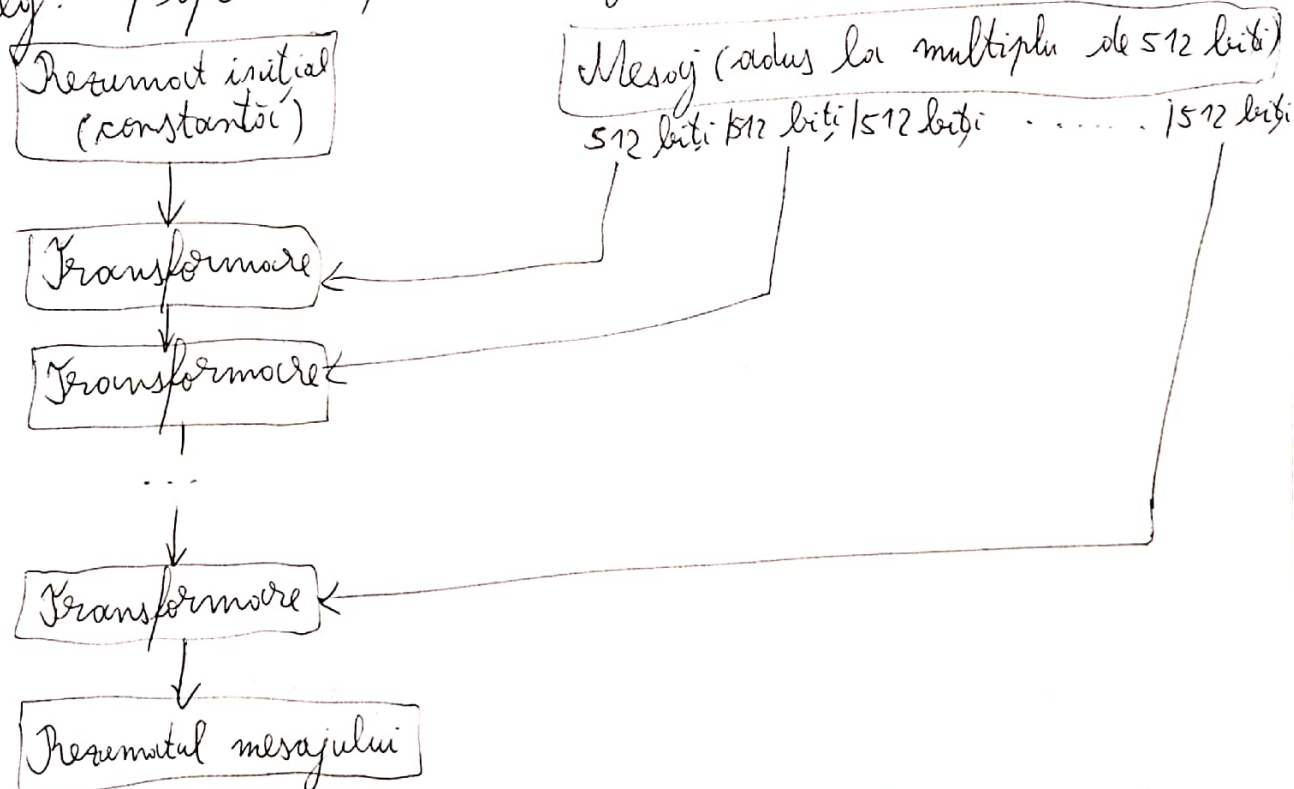 Rezumat inițial
(constantă)
Mesaj (adus la multiplu de 512 biți)
512 biți |512 biți |512 biți ....... |512 biți
Transformare
Transformare
...
Transformare
Rezumatul mesajului